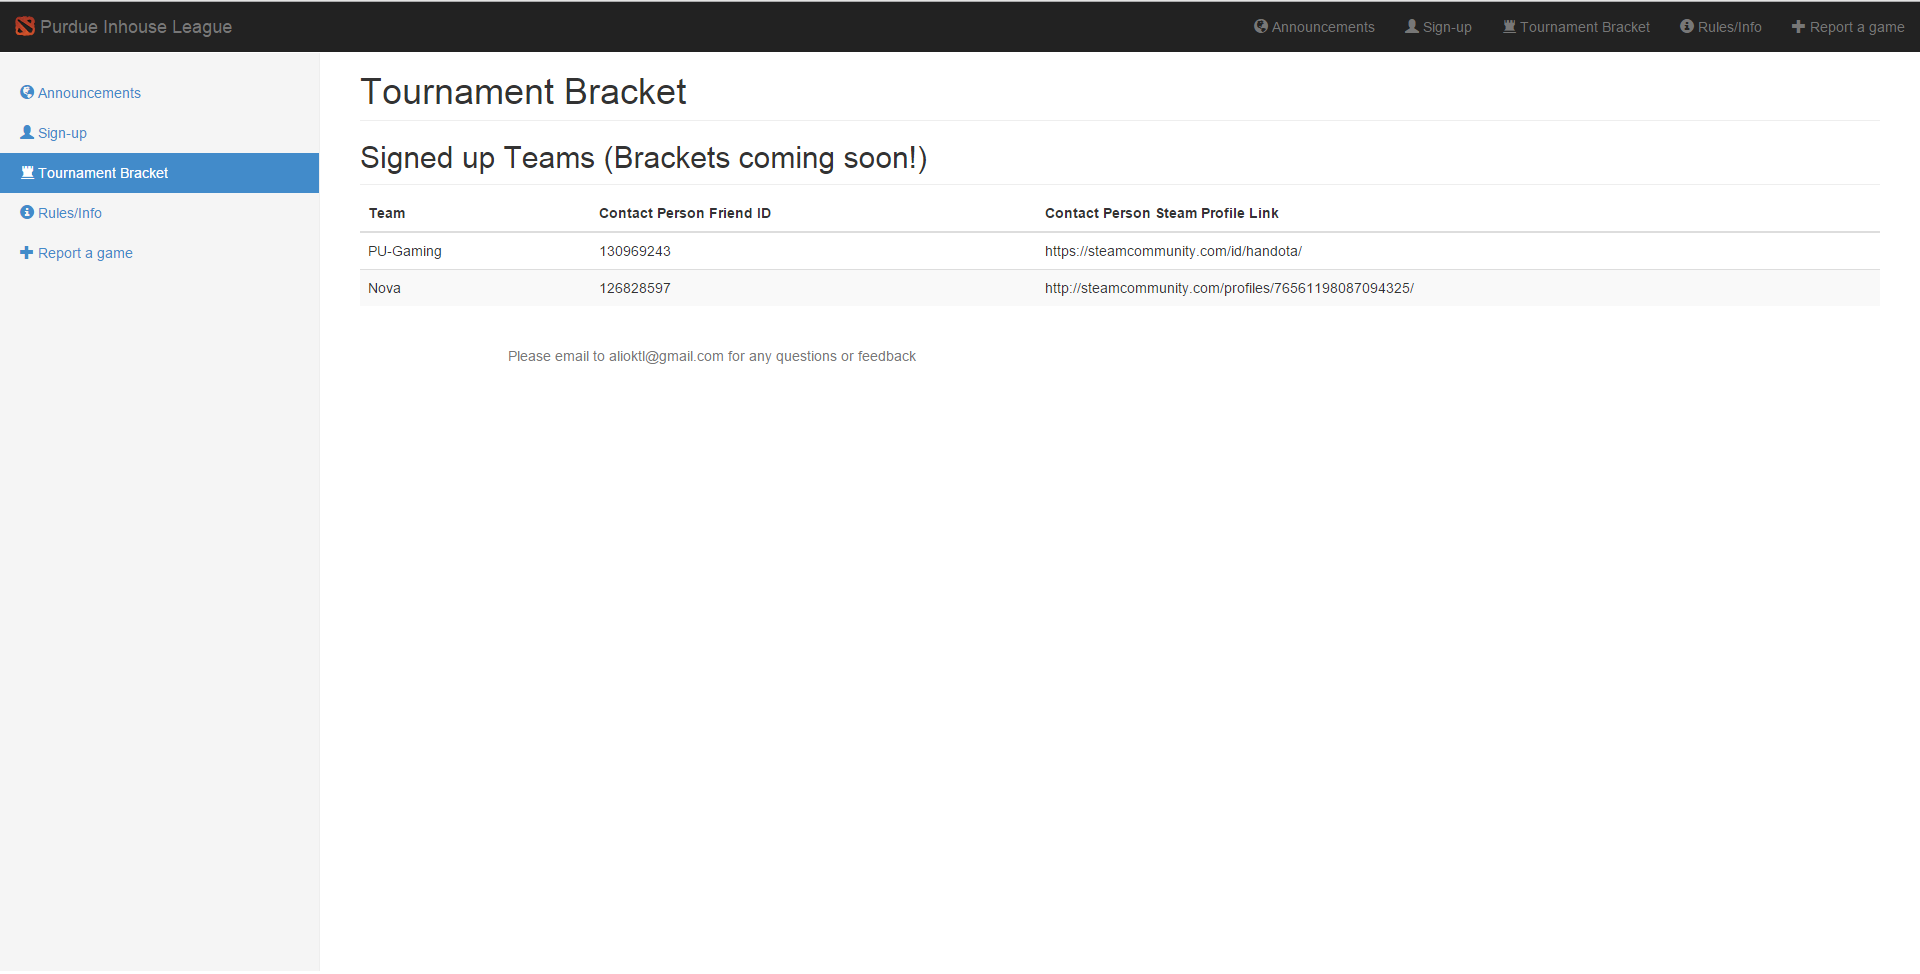 Purdue Inhouse League
Announcements
Sign-up
Tournament Bracket
Rules/Info
Report a game
Announcements
Sign-up
Tournament Bracket
Rules/Info
Report a game
Tournament Bracket
Signed up Teams (Brackets coming soon!)
Team Contact Person Friend ID Contact Person Steam Profile Link
PU-Gaming 130969243 https://steamcommunity.com/id/handota/
Nova 126828597 http://steamcommunity.com/profiles/76561198087094325/
Please email to alioktl@gmail.com for any questions or feedback